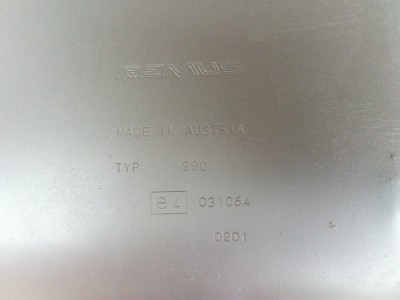 REMUS
MADE IN AUSTRIA
TYP 990
e4 031064
0201